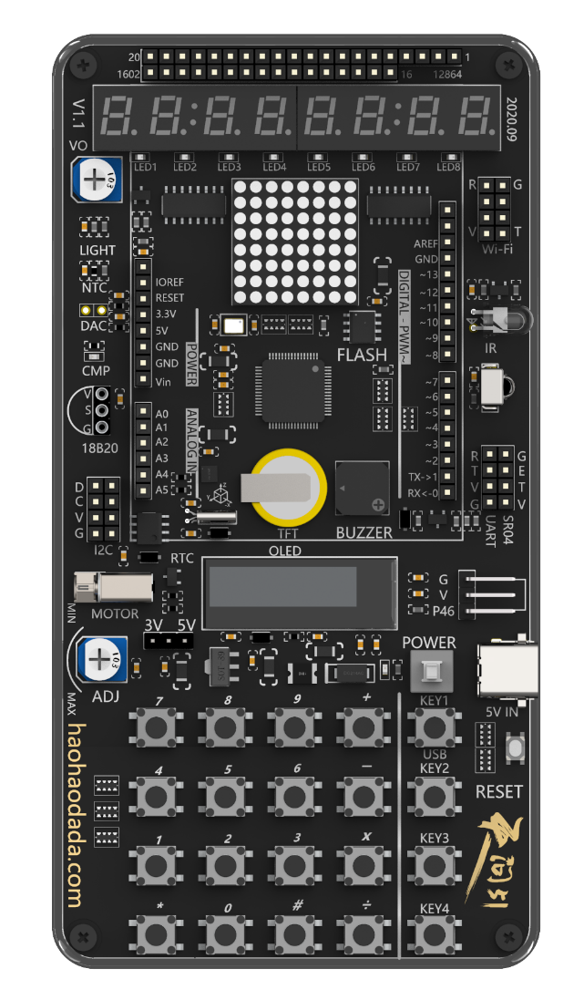 20 1
1602 16 12864
V1.1
2020.09
VO
LED1 LED2 LED3 LED4 LED5 LED6 LED7 LED8
103
R G
V T
Wi-Fi
LIGHT
NTC
DAC
CMP
IOREF
RESET
3.3V
5V
GND
GND
Vin
POWER
AREF
GND
~13
~12
~11
~10
~9
~8
DIGITAL - PWM~
IR
FLASH
V
S
G
18B20
A0
A1
A2
A3
A4
A5
ANALOG IN
~7
~6
~5
~4
~3
~2
TX->1
RX<-0
R G
T E
V T
G V
UART SR04
D
C
V
G
I2C
Z
Y
X
TFT
BUZZER
OLED
RTC
MOTOR
G
V
P46
3V 5V
MIN
103
ADJ
MAX
POWER
5V IN
RESET
7 8 9 + KEY1
USB
4 5 6 − KEY2
1 2 3 x KEY3
* 0 # ÷ KEY4
haohaodada.com